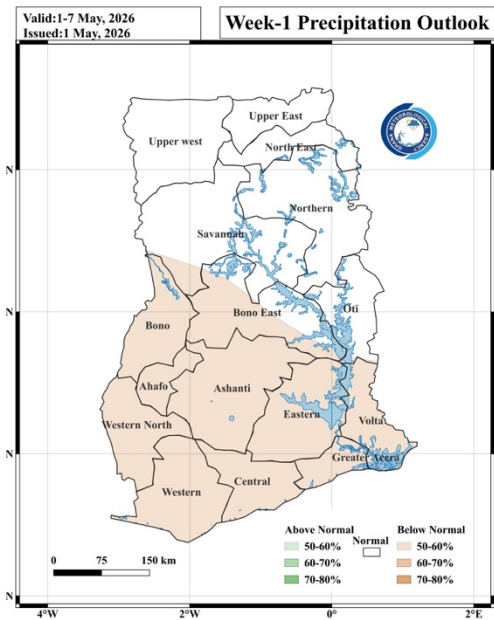 Valid:1-7 May, 2026
Issued:1 May, 2026
Week-1 Precipitation Outlook
Upper East
Upper west
North East
Northern
Savannah
Oti
Bono East
Bono
Ahafo
Ashanti
Eastern
Volta
Western North
Greater Accra
Central
Western
N
N
N
N
GHANA METEOROLOGICAL AGENCY
Above Normal
50-60%
60-70%
70-80%
Normal
Below Normal
50-60%
60-70%
70-80%
0 75 150 km
4°W 2°W 0° 2°E